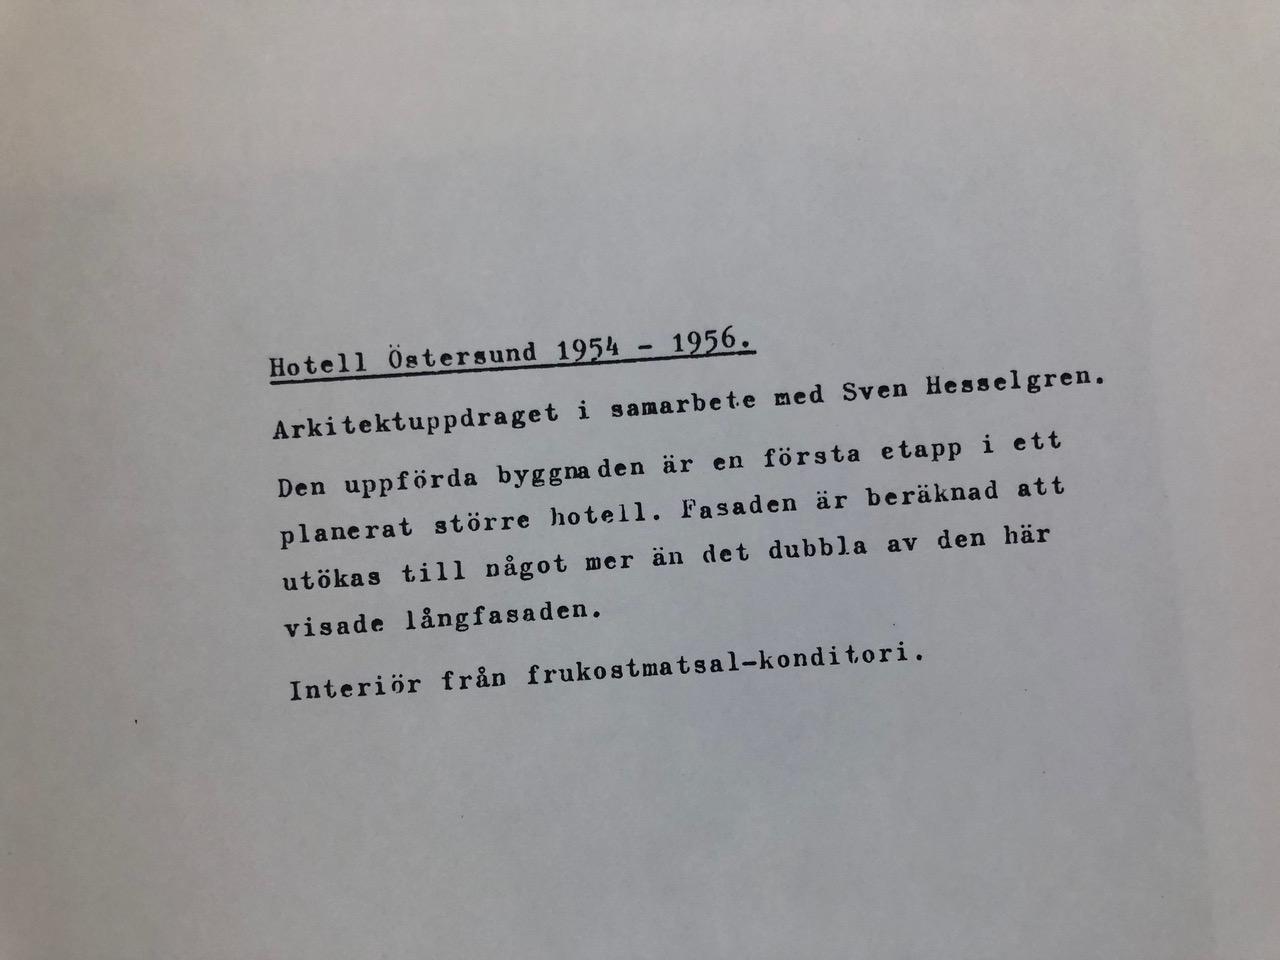 Hotell Östersund 1954 - 1956.
Arkitektuppdraget i samarbete med Sven Hesselgren.
Den uppförda byggnaden är en första etapp i ett
planerat större hotell. Fasaden är beräknad att
utökas till något mer än det dubbla av den här
visade långfasaden.
Interiör från frukostmatsal-konditori.